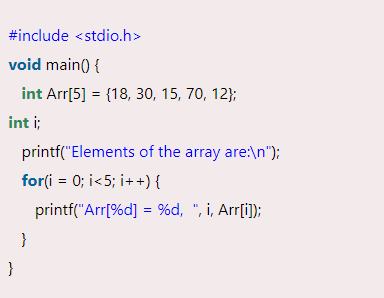 #include <stdio.h>
void main() {
int Arr[5] = {18, 30, 15, 70, 12};
int i;
printf("Elements of the array are:\n");
for(i = 0; i<5; i++) {
printf("Arr[%d] = %d,  ", i, Arr[i]);
}
}